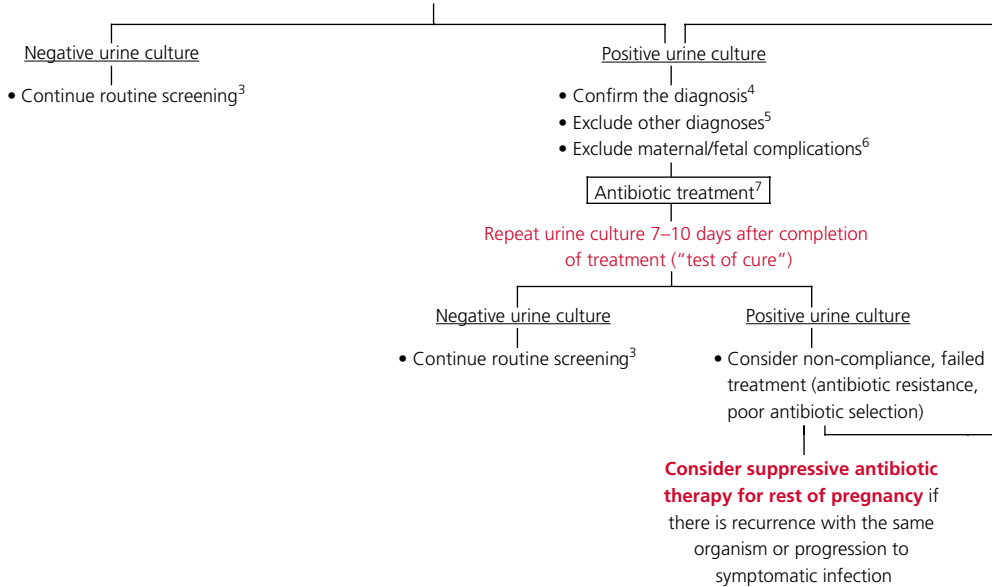 Negative urine culture
• Continue routine screening³
Positive urine culture
• Confirm the diagnosis⁴
• Exclude other diagnoses⁵
• Exclude maternal/fetal complications⁶
Antibiotic treatment⁷
Repeat urine culture 7–10 days after completion
of treatment (“test of cure”)
Negative urine culture
• Continue routine screening³
Positive urine culture
• Consider non-compliance, failed
treatment (antibiotic resistance,
poor antibiotic selection)
Consider suppressive antibiotic
therapy for rest of pregnancy if
there is recurrence with the same
organism or progression to
symptomatic infection